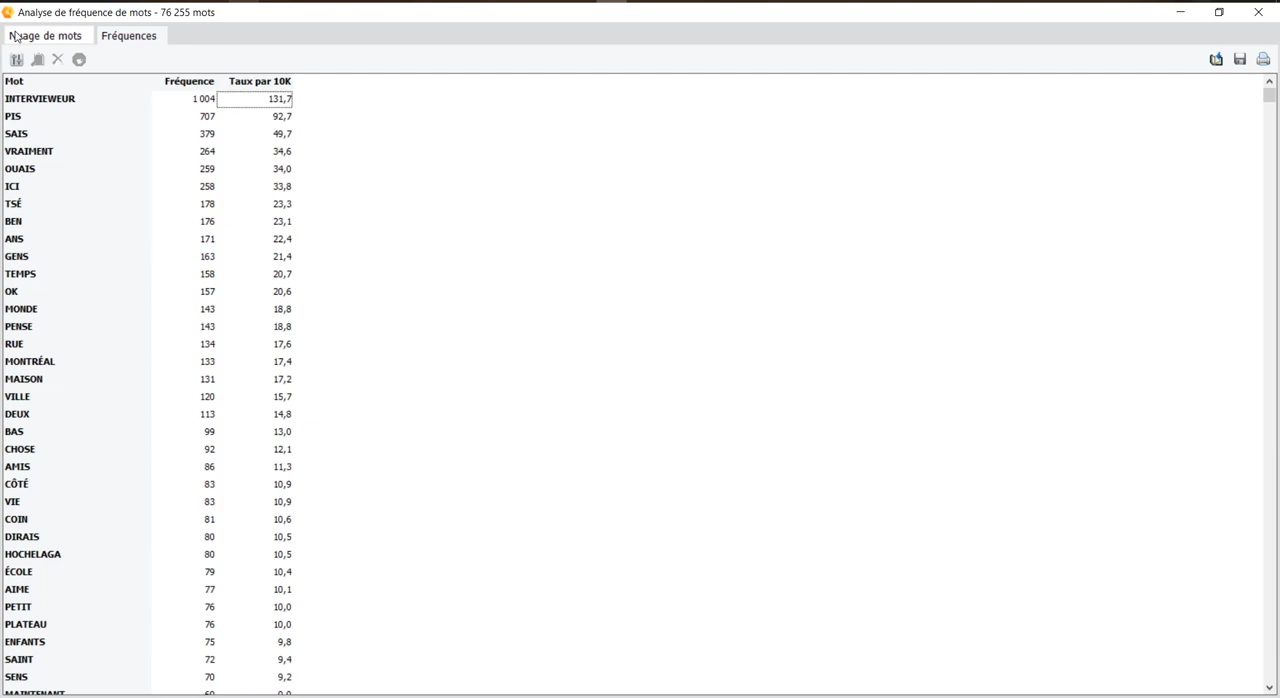 Analyse de fréquence de mots - 76 255 mots
Nuage de mots Fréquences
Mot Fréquence Taux par 10K
INTERVIEWEUR 1 004 131,7
PIS 707 92,7
SAIS 379 49,7
VRAIMENT 264 34,6
OUAIS 259 34,0
ICI 258 33,8
TSÉ 178 23,3
BEN 176 23,1
ANS 171 22,4
GENS 163 21,4
TEMPS 158 20,7
OK 157 20,6
MONDE 143 18,8
PENSE 143 18,8
RUE 134 17,6
MONTRÉAL 133 17,4
MAISON 131 17,2
VILLE 120 15,7
DEUX 113 14,8
BAS 99 13,0
CHOSE 92 12,1
AMIS 86 11,3
CÔTÉ 83 10,9
VIE 83 10,9
COIN 81 10,6
DIRAIS 80 10,5
HOCHELAGA 80 10,5
ÉCOLE 79 10,4
AIME 77 10,1
PETIT 76 10,0
PLATEAU 76 10,0
ENFANTS 75 9,8
SAINT 72 9,4
SENS 70 9,2
MAINTENANT